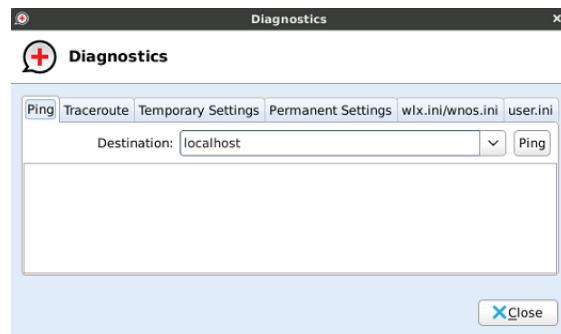 Diagnostics
Diagnostics
Ping Traceroute Temporary Settings Permanent Settings wlx.ini/wnos.ini user.ini
Destination: localhost Ping
Close